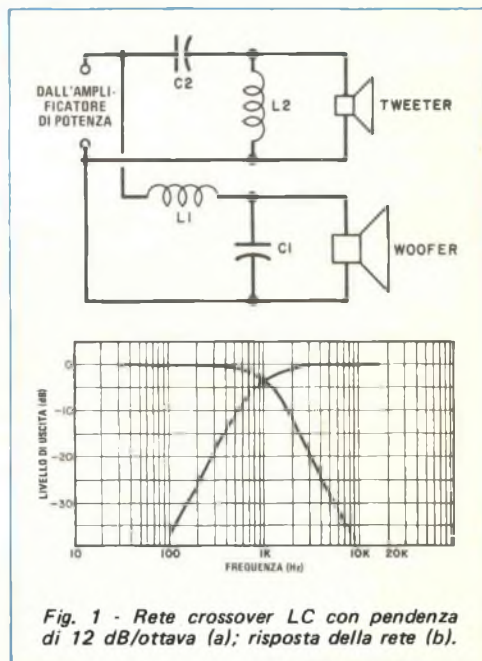 C2
DALL'AMPLI-
FICATORE
DI POTENZA
L2
TWEETER
L1
C1
WOOFER
LIVELLO DI USCITA (dB)
0
-10
-20
-30
10
100
1K
10K
20K
FREQUENZA (Hz)
Fig. 1 - Rete crossover LC con pendenza
di 12 dB/ottava (a); risposta della rete (b).